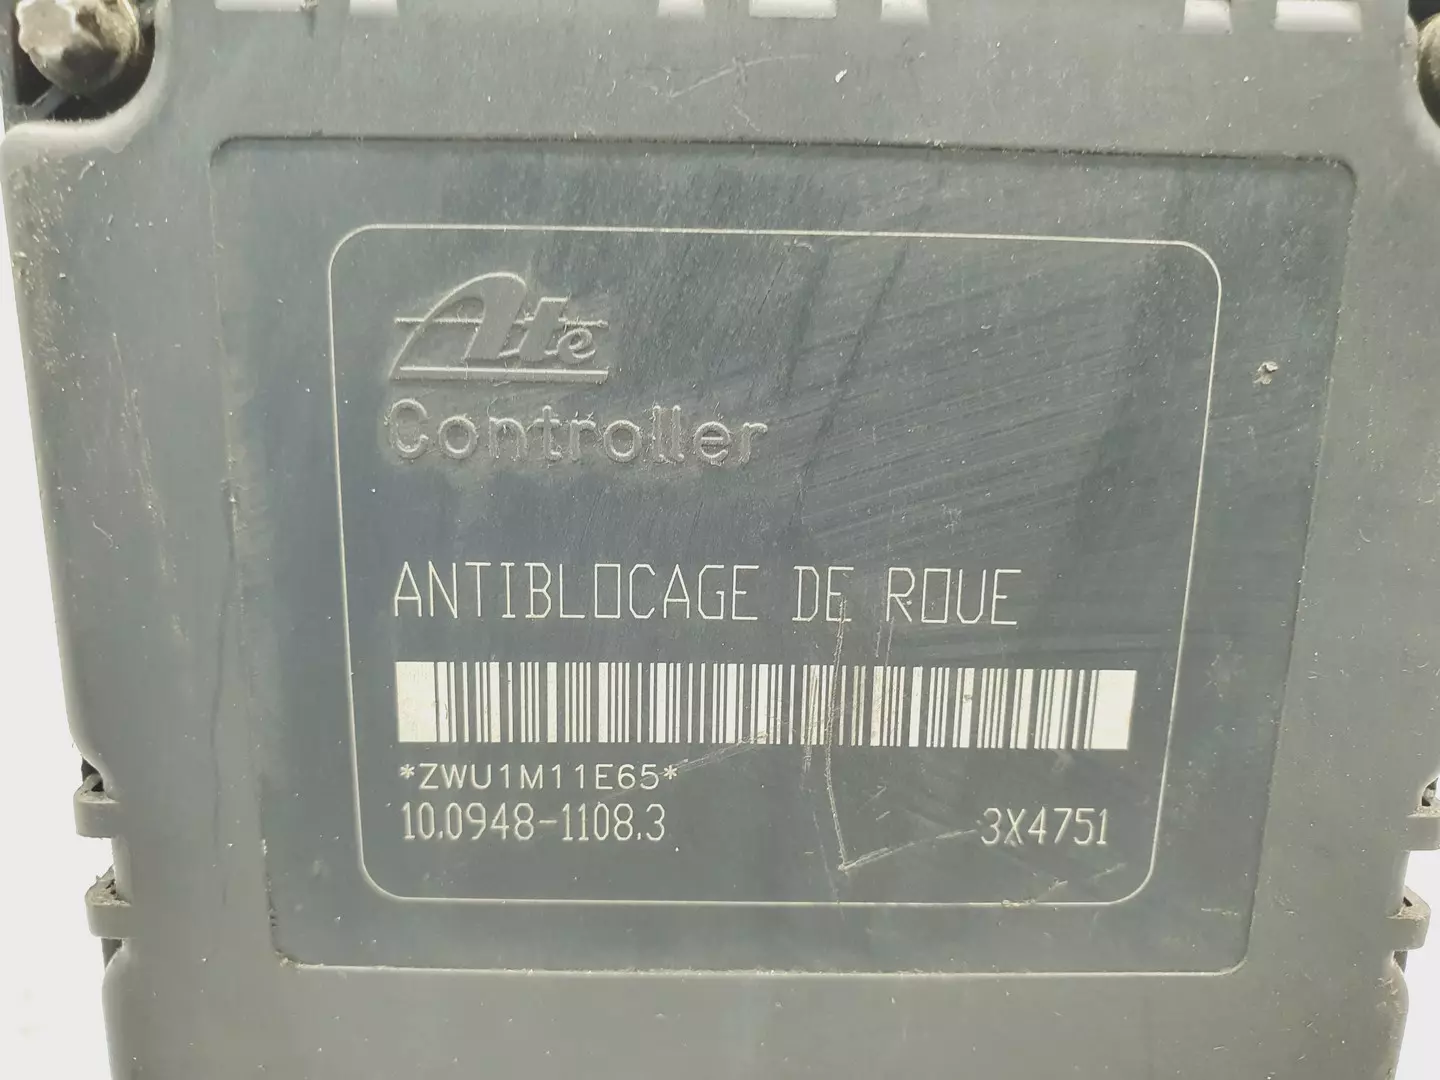 Ate
Controller
ANTIBLOCAGE DE ROUE
*ZWU1M11E65*
10.0948-1108.3 3X4751